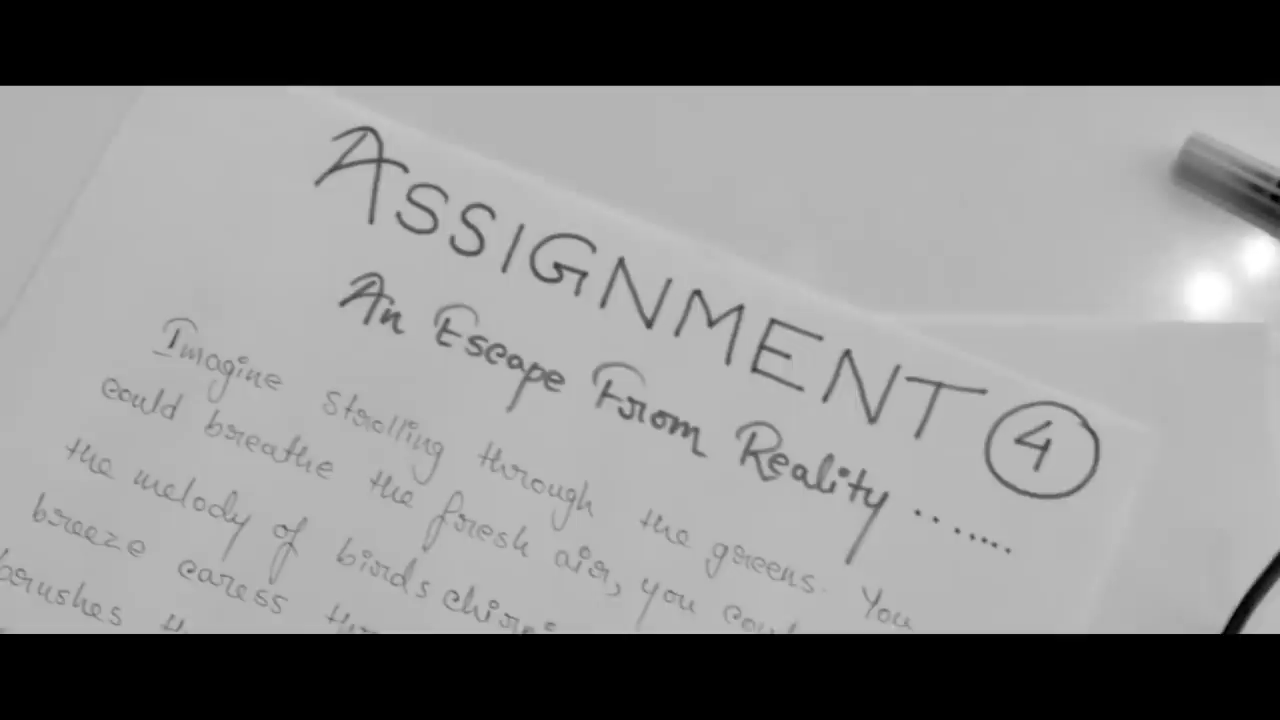 ASSIGNMENT 4
An Escape From Reality.......
Imagine strolling through the greens. You
could breathe the fresh air, you
the melody of birds
breeze caress
brushes